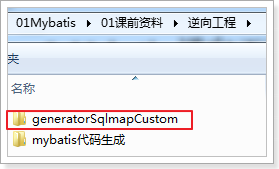 01Mybatis ▸ 01课前资料 ▸ 逆向工程 ▸
夹
名称
generatorSqlmapCustom
mybatis代码生成